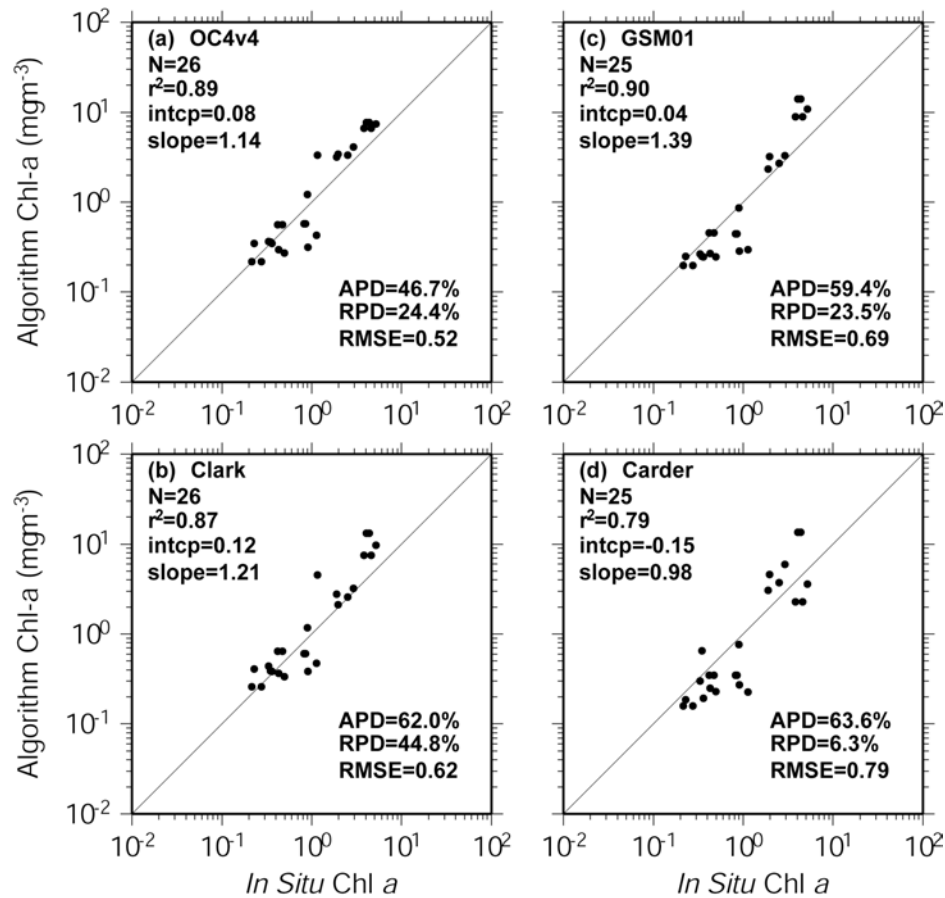 Algorithm Chl-a (mgm⁻³)
10²
10¹
10⁰
10⁻¹
10⁻²
(a) OC4v4
N=26
r²=0.89
intcp=0.08
slope=1.14
APD=46.7%
RPD=24.4%
RMSE=0.52
10⁻² 10⁻¹ 10⁰ 10¹ 10²
(c) GSM01
N=25
r²=0.90
intcp=0.04
slope=1.39
APD=59.4%
RPD=23.5%
RMSE=0.69
10⁻² 10⁻¹ 10⁰ 10¹ 10²
Algorithm Chl-a (mgm⁻³)
10²
10¹
10⁰
10⁻¹
10⁻²
(b) Clark
N=26
r²=0.87
intcp=0.12
slope=1.21
APD=62.0%
RPD=44.8%
RMSE=0.62
10⁻² 10⁻¹ 10⁰ 10¹ 10²
In Situ Chl a
(d) Carder
N=25
r²=0.79
intcp=-0.15
slope=0.98
APD=63.6%
RPD=6.3%
RMSE=0.79
10⁻² 10⁻¹ 10⁰ 10¹ 10²
In Situ Chl a